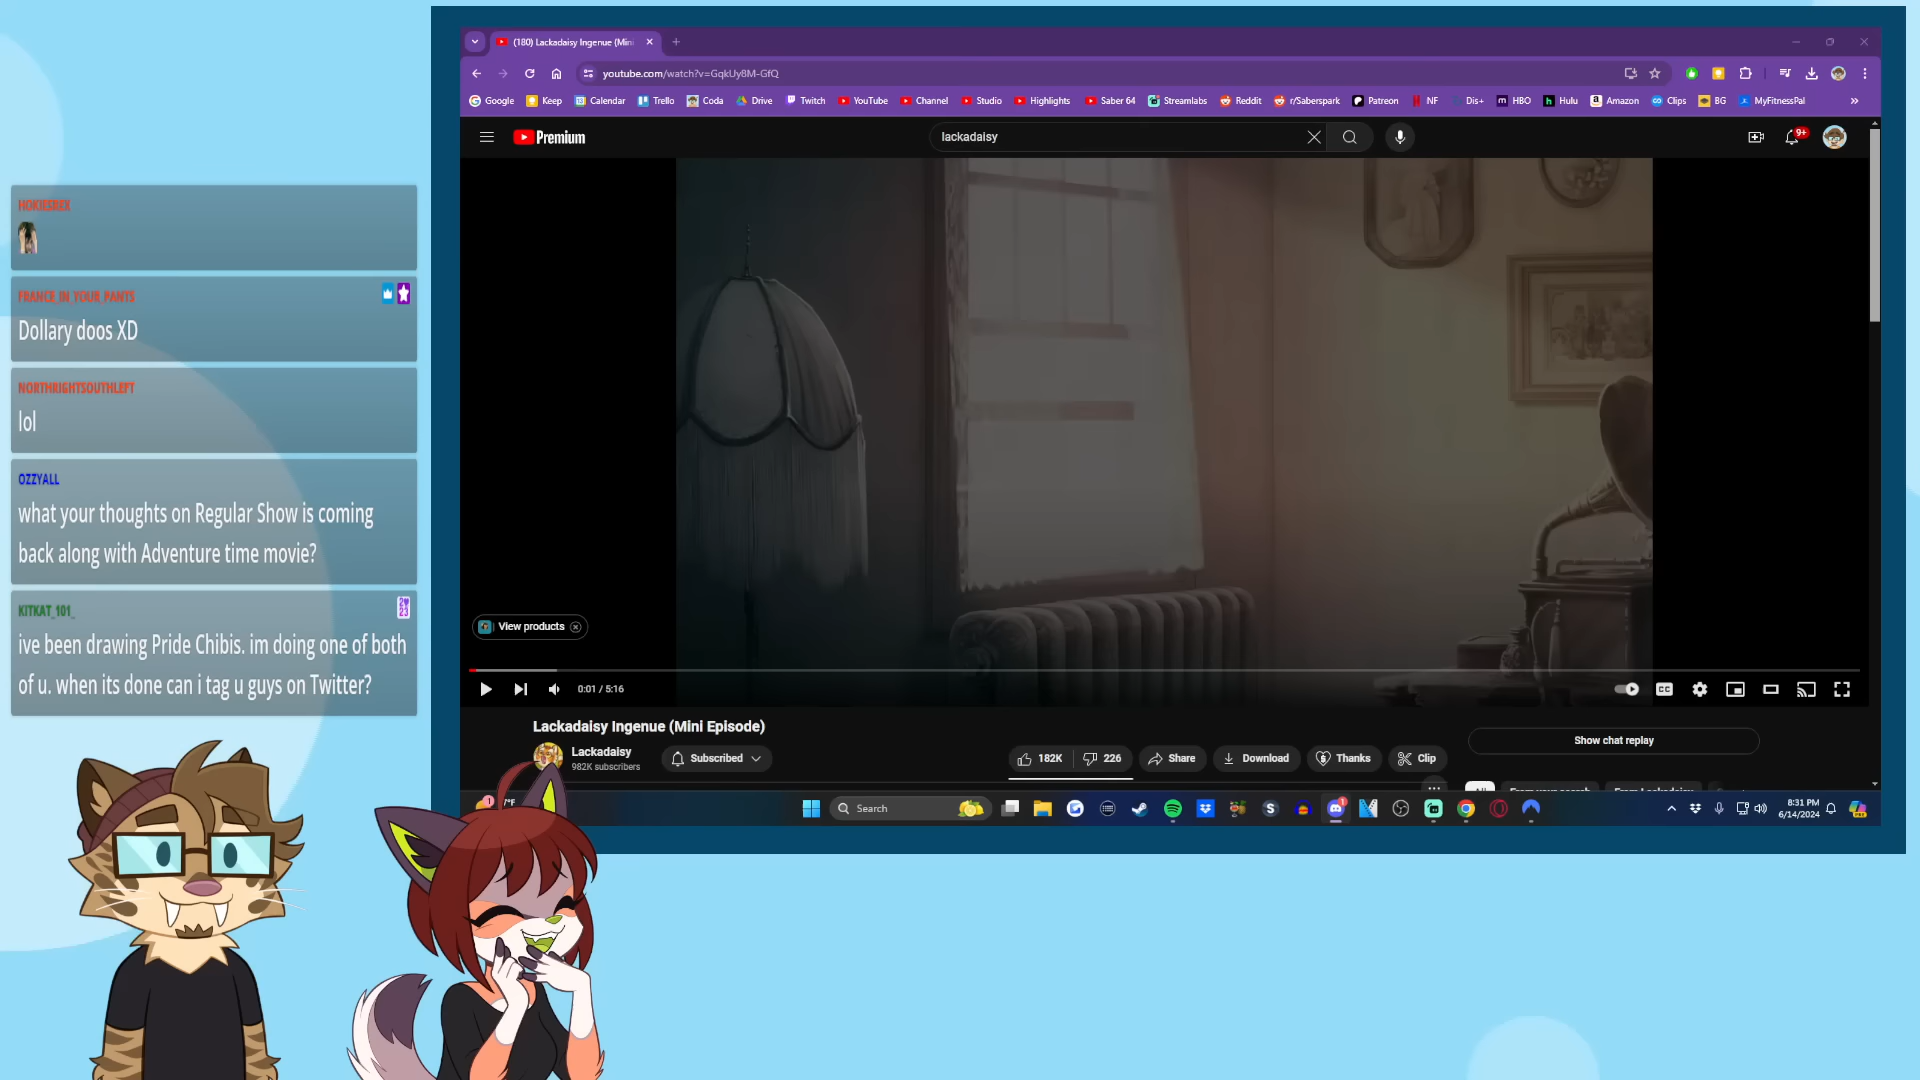 (180) Lackadaisy Ingenue (Mini
youtube.com/watch?v=GqkUy8M-GfQ
Google Keep Calendar Trello Coda Drive Twitch YouTube Channel Studio Highlights Saber 64 Streamlabs Reddit r/Saberspark Patreon NF Dis+ HBO Hulu Amazon Clips BG MyFitnessPal
Premium
lackadaisy
9+
HOKIESREX
FRANCE IN YOUR PANTS
Dollary doos XD
NORTHRIGHTSOUTHLEFT
lol
OZZYALL
what your thoughts on Regular Show is coming
back along with Adventure time movie?
KITKAT_101_
ive been drawing Pride Chibis. im doing one of both
of u. when its done can i tag u guys on Twitter?
View products
0:01 / 5:16
Lackadaisy Ingenue (Mini Episode)
Lackadaisy
982K subscribers
Subscribed
182K
226
Share
Download
Thanks
Clip
Show chat replay
Search
8:31 PM
6/14/2024